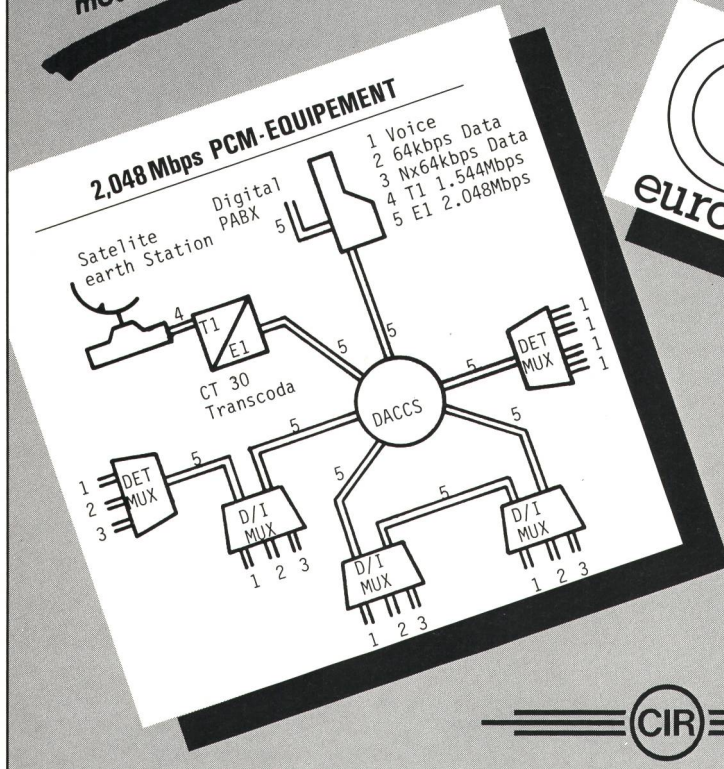 2,048 Mbps PCM-EQUIPEMENT
1 Voice
2 64kbps Data
3 Nx64kbps Data
4 T1 1.544Mbps
5 E1 2.048Mbps
Digital
PABX
5
Satelite
earth Station
4
T1
E1
CT 30
Transcoda
5
5
DACCS
5
DET
MUX
1
1
1
1
5
5
5
5
DET
MUX
1
2
3
5
D/I
MUX
1 2 3
D/I
MUX
1 2 3
D/I
MUX
1 2 3
CIR